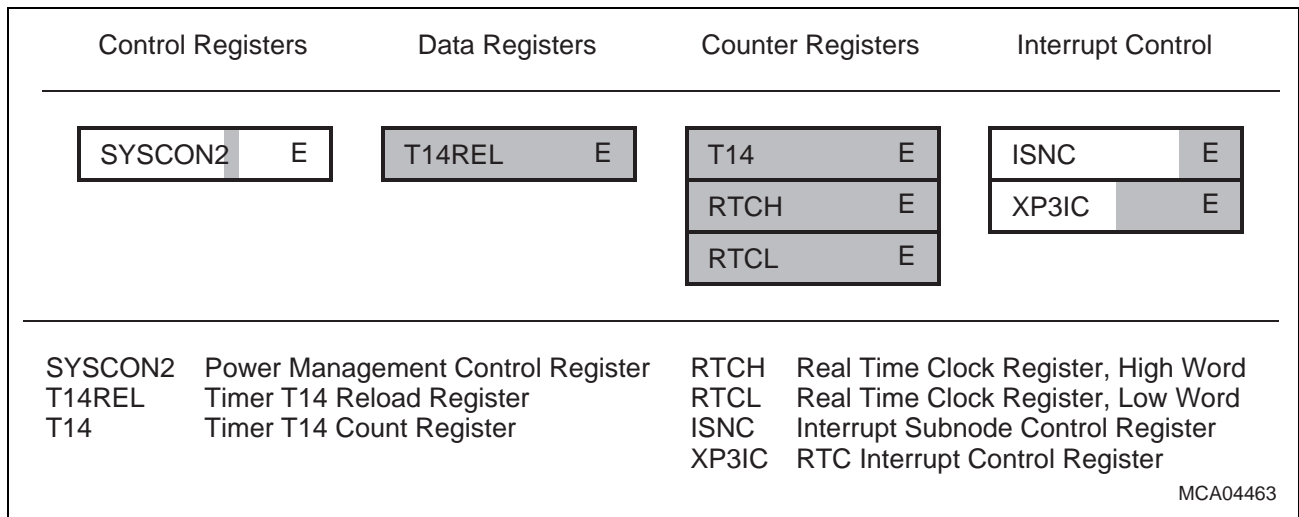 Control Registers Data Registers Counter Registers Interrupt Control
SYSCON2 E T14REL E T14 E ISNC E
RTCH E XP3IC E
RTCL E
SYSCON2 Power Management Control Register RTCH Real Time Clock Register, High Word
T14REL Timer T14 Reload Register RTCL Real Time Clock Register, Low Word
T14 Timer T14 Count Register ISNC Interrupt Subnode Control Register
XP3IC RTC Interrupt Control Register
MCA04463